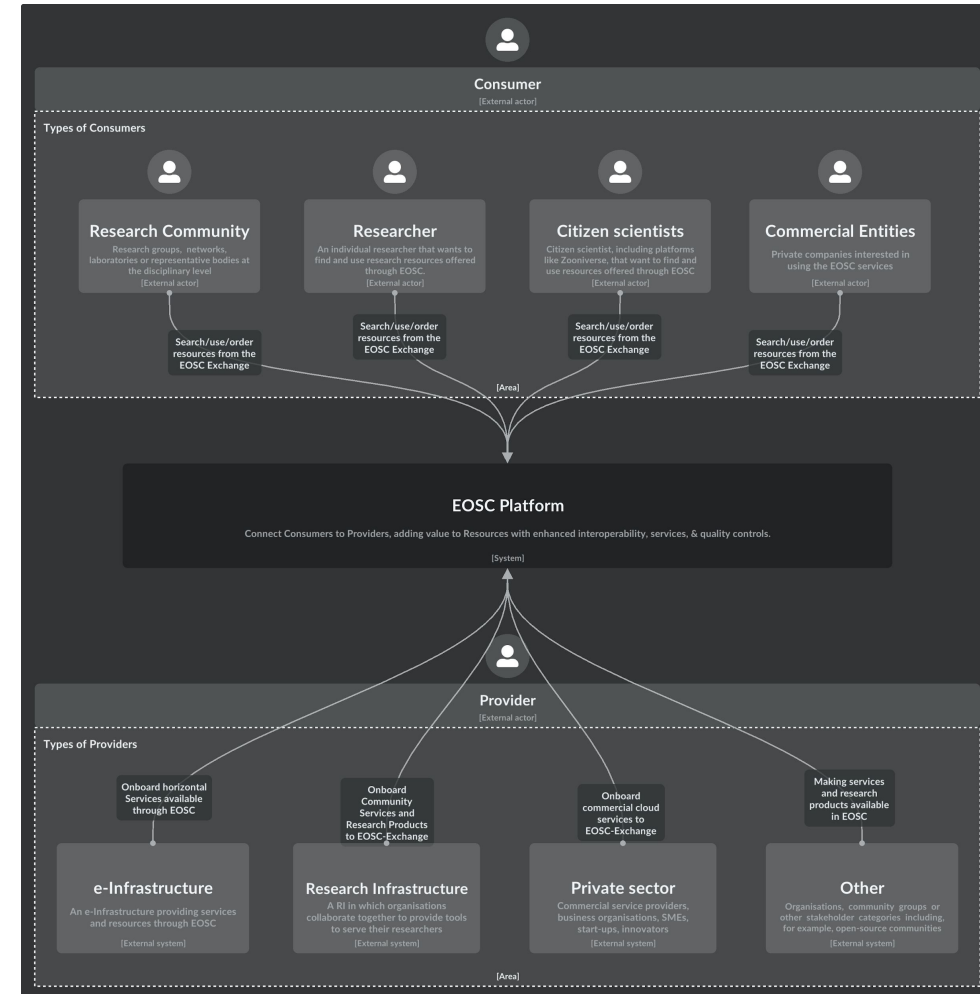 Consumer
[External actor]
Types of Consumers
Research Community
Research groups, networks,
laboratories or representative bodies at
the disciplinary level
[External actor]
Researcher
An individual researcher that wants to
find and use research resources offered
through EOSC.
[External actor]
Citizen scientists
Citizen scientist, including platforms
like Zooniverse, that want to find and
use resources offered through EOSC
[External actor]
Commercial Entities
Private companies interested in
using the EOSC services
[External actor]
Search/use/order
resources from the
EOSC Exchange
Search/use/order
resources from the
EOSC Exchange
Search/use/order
resources from the
EOSC Exchange
Search/use/order
resources from the
EOSC Exchange
[Area]
EOSC Platform
Connect Consumers to Providers, adding value to Resources with enhanced interoperability, services, & quality controls.
[System]
Provider
[External actor]
Types of Providers
Onboard horizontal
Services available
through EOSC
Onboard
Community
Services and
Research Products
to EOSC-Exchange
Onboard
commercial cloud
services to
EOSC-Exchange
Making services
and research
products available
in EOSC
e-Infrastructure
An e-Infrastructure providing services
and resources through EOSC
[External system]
Research Infrastructure
A RI in which organisations
collaborate together to provide tools
to serve their researchers
[External system]
Private sector
Commercial service providers,
business organisations, SMEs,
start-ups, innovators
[External system]
Other
Organisations, community groups or
other stakeholder categories including,
for example, open-source communities
[External system]
[Area]